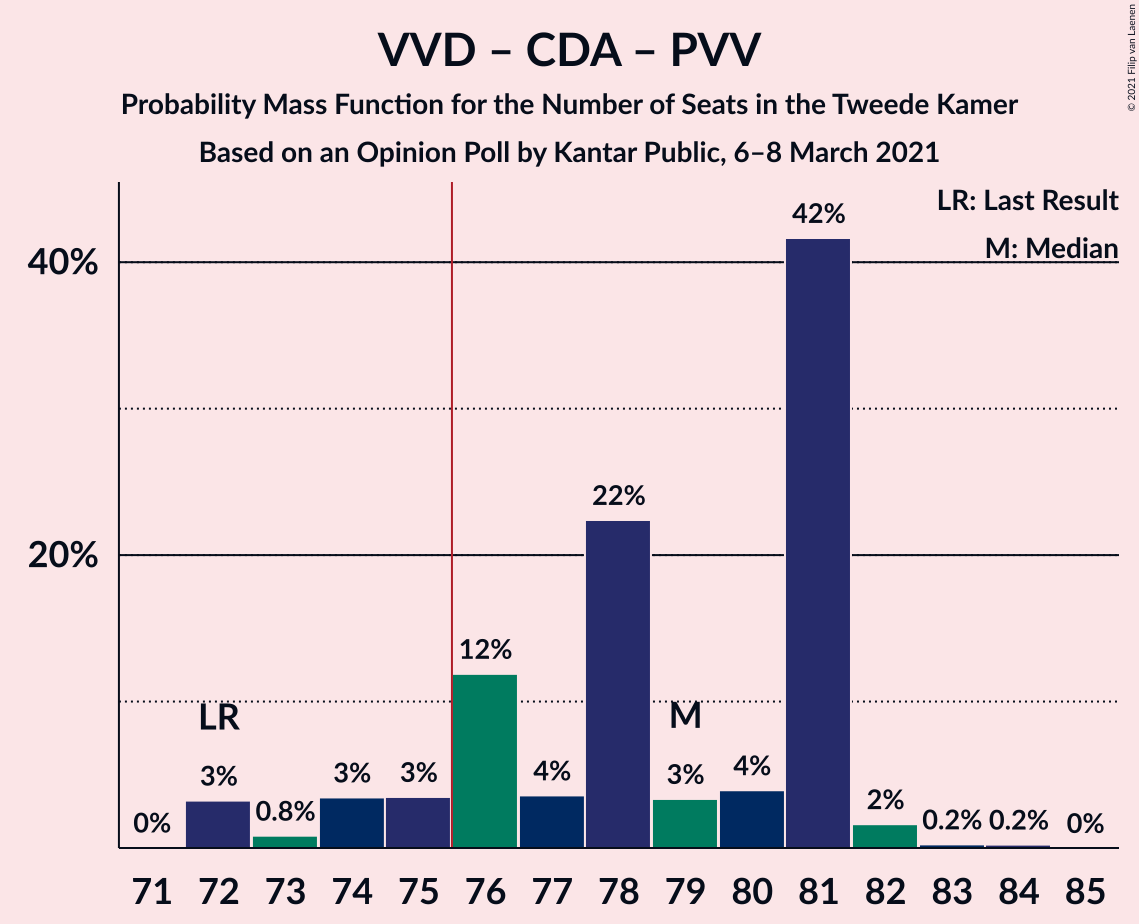 VVD – CDA – PVV
Probability Mass Function for the Number of Seats in the Tweede Kamer
Based on an Opinion Poll by Kantar Public, 6–8 March 2021
© 2021 Filip van Laenen
LR: Last Result
M: Median
42%
40%
22%
20%
12%
LR
M
3%
0.8%
3%
3%
4%
3%
4%
2%
0.2%
0.2%
0%
0%
71 72 73 74 75 76 77 78 79 80 81 82 83 84 85